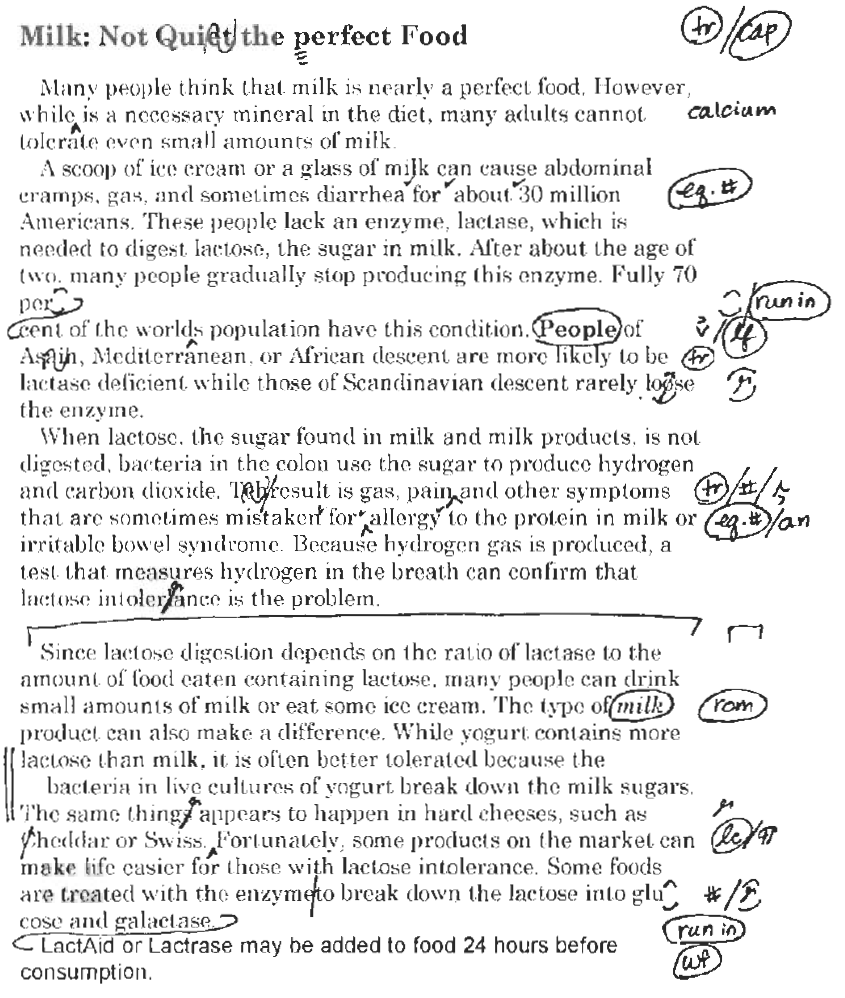 Milk: Not Quiet the perfect Food tr/cap
Many people think that milk is nearly a perfect food. However,
while is a necessary mineral in the diet, many adults cannot calcium
tolerate even small amounts of milk.
A scoop of ice cream or a glass of milk can cause abdominal
cramps, gas, and sometimes diarrhea for about 30 million eq. #
Americans. These people lack an enzyme, lactase, which is
needed to digest lactose, the sugar in milk. After about the age of
two, many people gradually stop producing this enzyme. Fully 70
per run in
cent of the worlds population have this condition. People of lf
Asain, Mediterranean, or African descent are more likely to be tr
lactase deficient while those of Scandinavian descent rarely loose
the enzyme.
When lactose, the sugar found in milk and milk products, is not
digested, bacteria in the colon use the sugar to produce hydrogen
and carbon dioxide. Tehresult is gas, pain and other symptoms tr/#/
that are sometimes mistaken for allergy to the protein in milk or eq. #/an
irritable bowel syndrome. Because hydrogen gas is produced, a
test that measures hydrogen in the breath can confirm that
lactose intolerance is the problem.
Since lactose digestion depends on the ratio of lactase to the
amount of food eaten containing lactose, many people can drink
small amounts of milk or eat some ice cream. The type of milk rom
product can also make a difference. While yogurt contains more
lactose than milk, it is often better tolerated because the
bacteria in live cultures of yogurt break down the milk sugars.
The same things appears to happen in hard cheeses, such as
Cheddar or Swiss. Fortunately, some products on the market can lc/¶
make life easier for those with lactose intolerance. Some foods
are treated with the enzymeto break down the lactose into glu #/
cose and galactase. run in
LactAid or Lactrase may be added to food 24 hours before wf
consumption.